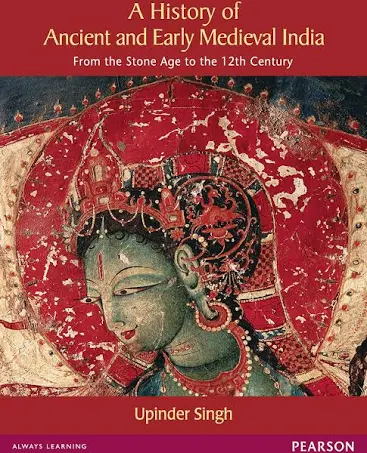 A History of
Ancient and Early Medieval India
From the Stone Age to the 12th Century
Upinder Singh
ALWAYS LEARNING
PEARSON